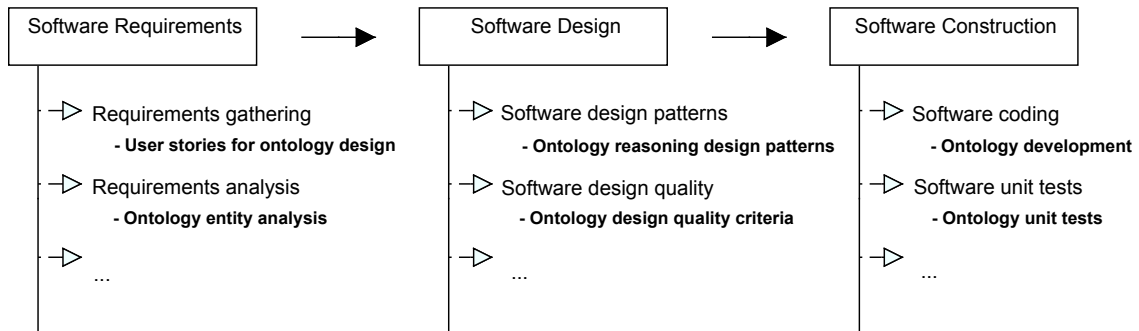 Software Requirements
Requirements gathering
- User stories for ontology design
Requirements analysis
- Ontology entity analysis
...
Software Design
Software design patterns
- Ontology reasoning design patterns
Software design quality
- Ontology design quality criteria
...
Software Construction
Software coding
- Ontology development
Software unit tests
- Ontology unit tests
...